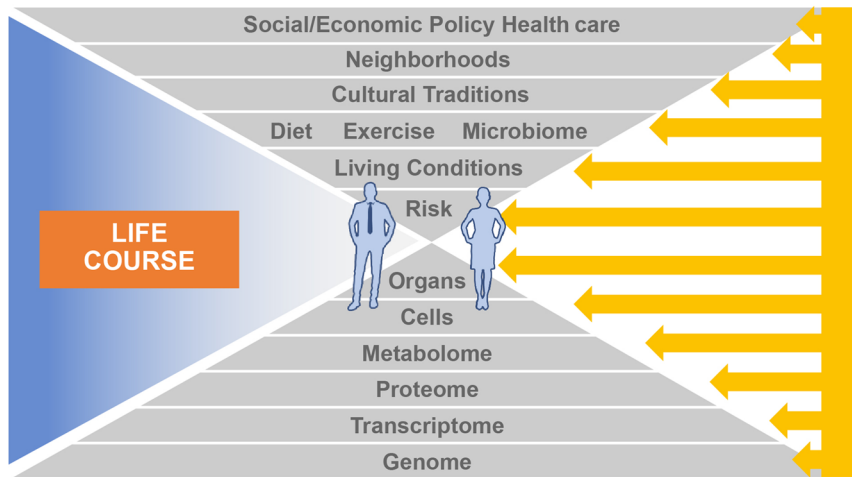 Social/Economic Policy Health care
Neighborhoods
Cultural Traditions
Diet Exercise Microbiome
Living Conditions
Risk
LIFE
COURSE
Organs
Cells
Metabolome
Proteome
Transcriptome
Genome